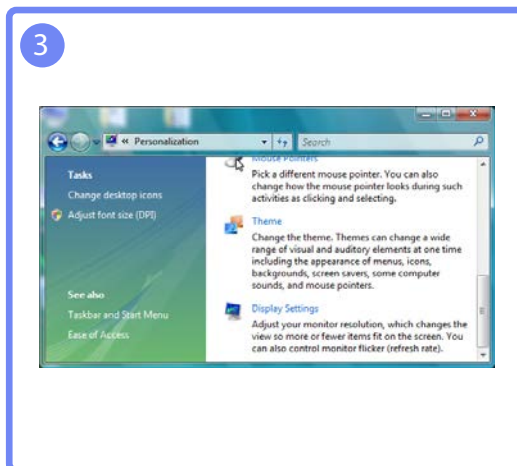 3
« Personalization
Search
Tasks
Change desktop icons
Adjust font size (DPI)
See also
Taskbar and Start Menu
Ease of Access
Mouse Pointers
Pick a different mouse pointer. You can also
change how the mouse pointer looks during such
activities as clicking and selecting.
Theme
Change the theme. Themes can change a wide
range of visual and auditory elements at one time
including the appearance of menus, icons,
backgrounds, screen savers, some computer
sounds, and mouse pointers.
Display Settings
Adjust your monitor resolution, which changes the
view so more or fewer items fit on the screen. You
can also control monitor flicker (refresh rate).